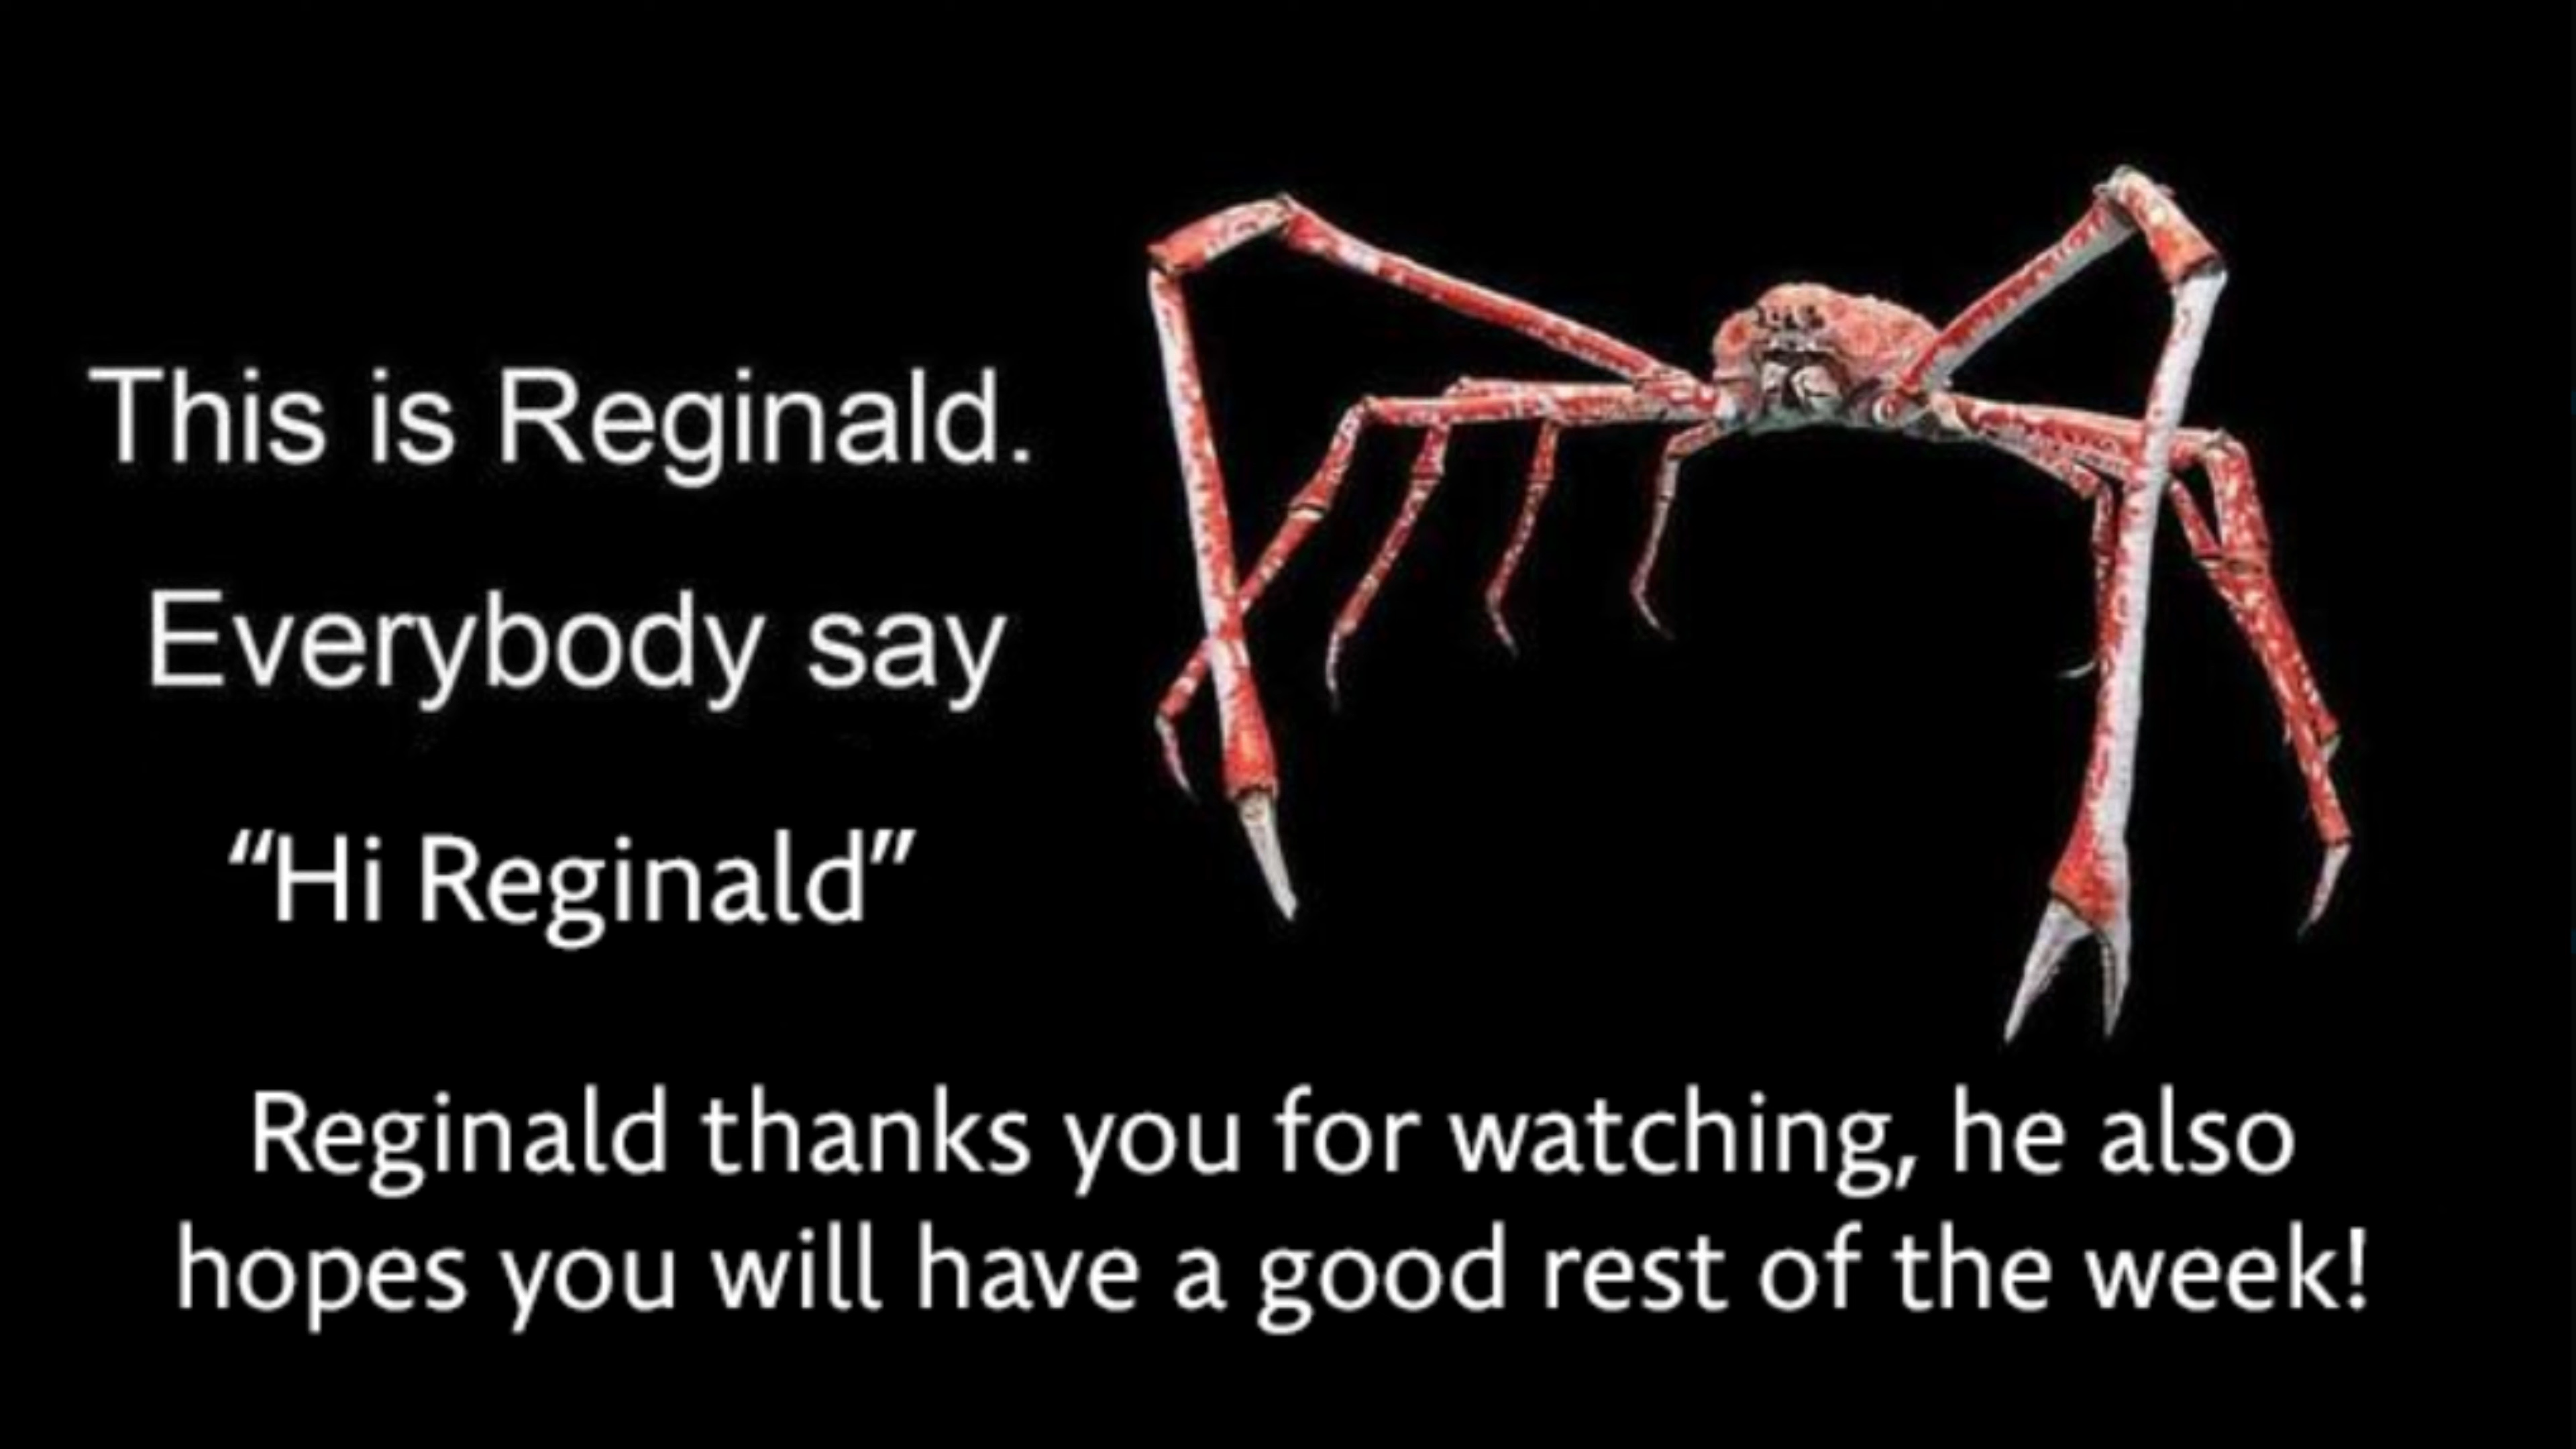 This is Reginald.
Everybody say
“Hi Reginald”
Reginald thanks you for watching, he also
hopes you will have a good rest of the week!